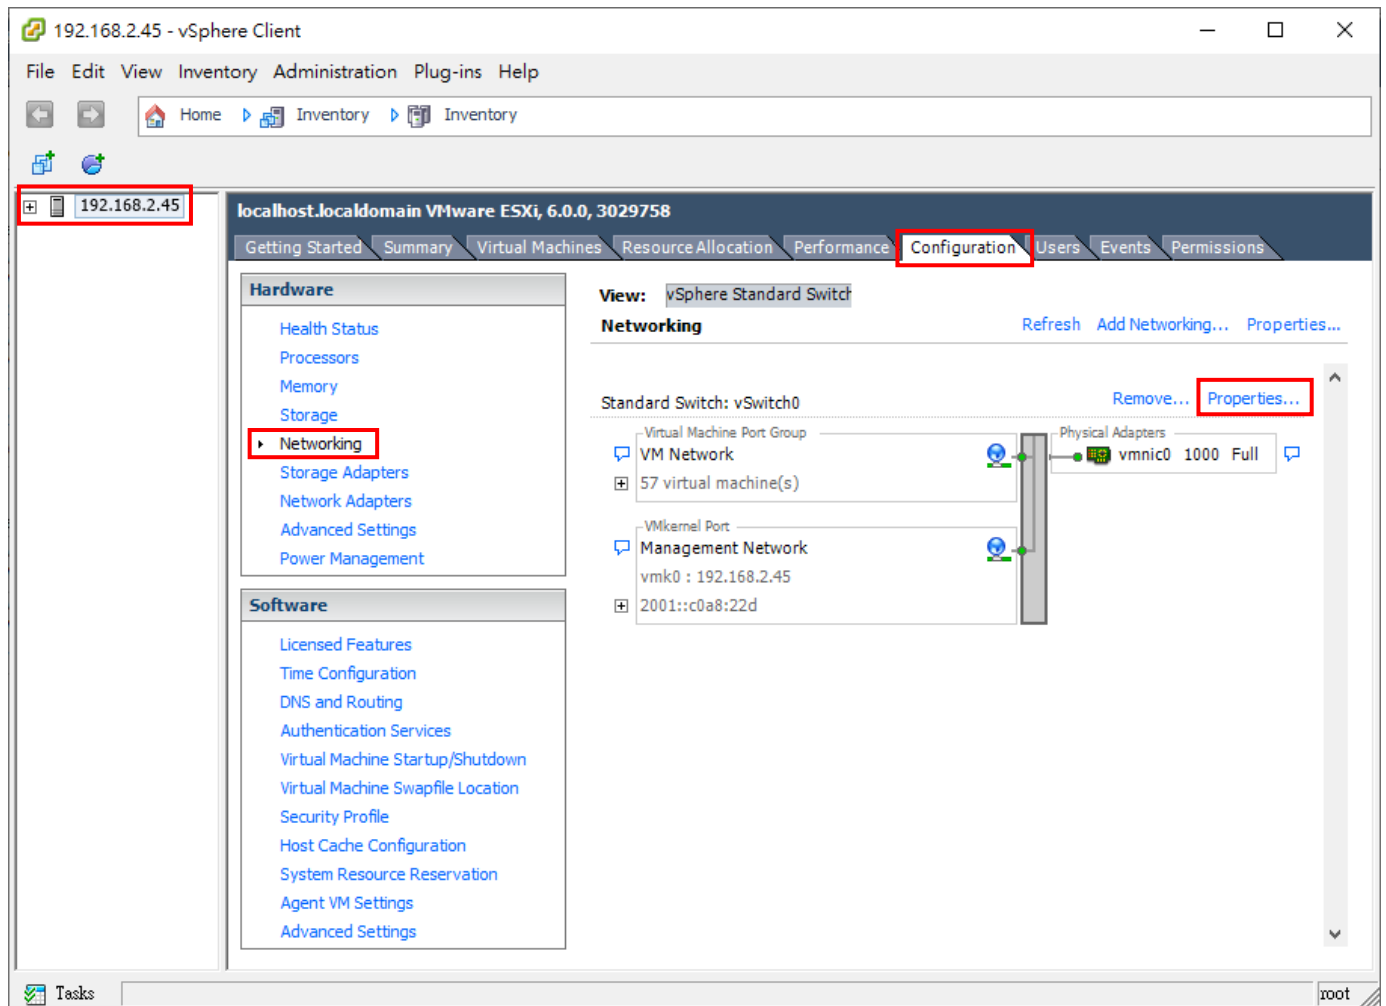 192.168.2.45 - vSphere Client
File Edit View Inventory Administration Plug-ins Help
Home Inventory Inventory
192.168.2.45
localhost.localdomain VMware ESXi, 6.0.0, 3029758
Getting Started Summary Virtual Machines Resource Allocation Performance Configuration Users Events Permissions
Hardware
Health Status
Processors
Memory
Storage
Networking
Storage Adapters
Network Adapters
Advanced Settings
Power Management
Software
Licensed Features
Time Configuration
DNS and Routing
Authentication Services
Virtual Machine Startup/Shutdown
Virtual Machine Swapfile Location
Security Profile
Host Cache Configuration
System Resource Reservation
Agent VM Settings
Advanced Settings
View: vSphere Standard Switch
Networking Refresh Add Networking... Properties...
Standard Switch: vSwitch0 Remove... Properties...
Virtual Machine Port Group
VM Network
57 virtual machine(s)
Physical Adapters
vmnic0 1000 Full
VMkernel Port
Management Network
vmk0 : 192.168.2.45
2001::c0a8:22d
Tasks root